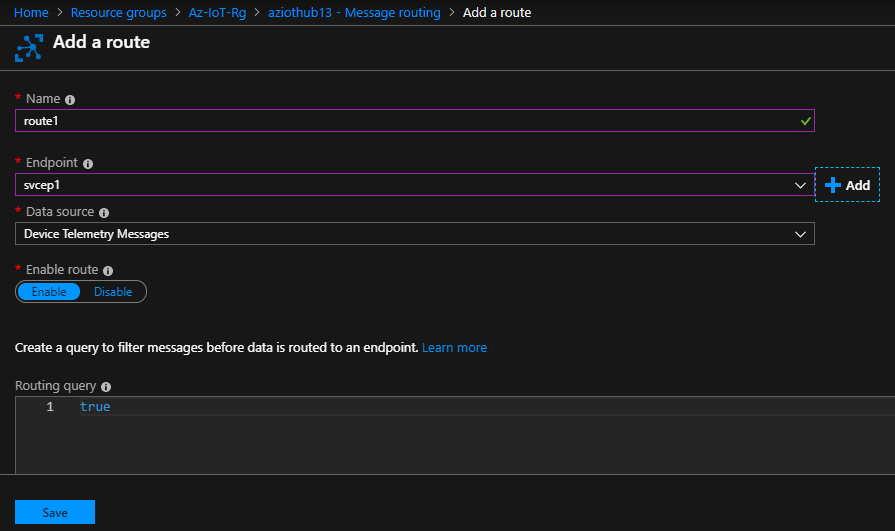 Home > Resource groups > Az-IoT-Rg > aziothub13 - Message routing > Add a route
Add a route
* Name
route1
* Endpoint
svcep1
Add
* Data source
Device Telemetry Messages
* Enable route
Enable Disable
Create a query to filter messages before data is routed to an endpoint. Learn more
Routing query
1 true
Save